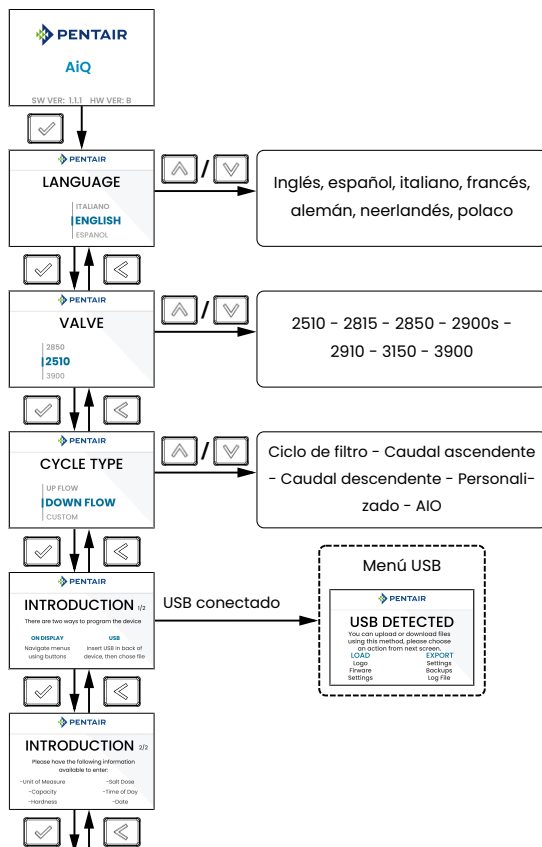 PENTAIR
AiQ
SW VER: 1.1.1 HW VER: B
PENTAIR
LANGUAGE
ITALIANO
ENGLISH
ESPANOL
/
Inglés, español, italiano, francés,
alemán, neerlandés, polaco
PENTAIR
VALVE
2850
2510
3900
/
2510 - 2815 - 2850 - 2900s -
2910 - 3150 - 3900
PENTAIR
CYCLE TYPE
UP FLOW
DOWN FLOW
CUSTOM
/
Ciclo de filtro - Caudal ascendente
- Caudal descendente - Personali-
zado - AIO
PENTAIR
INTRODUCTION 1/2
There are two ways to program the device
ON DISPLAY USB
Navigate menus Insert USB in back of
using buttons device, then chose file
USB conectado
Menú USB
PENTAIR
USB DETECTED
You can upload or download files
using this method, please choose
an action from next screen.
LOAD EXPORT
Logo Settings
Firware Backups
Settings Log File
PENTAIR
INTRODUCTION 2/2
Please have the following information
available to enter:
-Unit of Measure -Salt Dose
-Capacity -Time of Day
-Hardness -Date